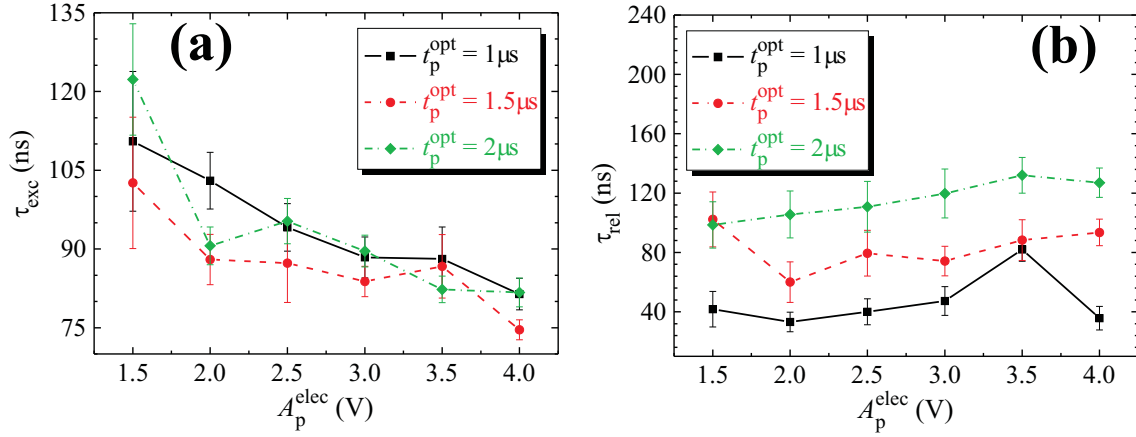 (a)
t_p^opt = 1μs
t_p^opt = 1.5μs
t_p^opt = 2μs
135
120
105
90
75
τ_exc (ns)
1.5 2.0 2.5 3.0 3.5 4.0
A_p^elec (V)
(b)
t_p^opt = 1μs
t_p^opt = 1.5μs
t_p^opt = 2μs
240
200
160
120
80
40
τ_rel (ns)
1.5 2.0 2.5 3.0 3.5 4.0
A_p^elec (V)